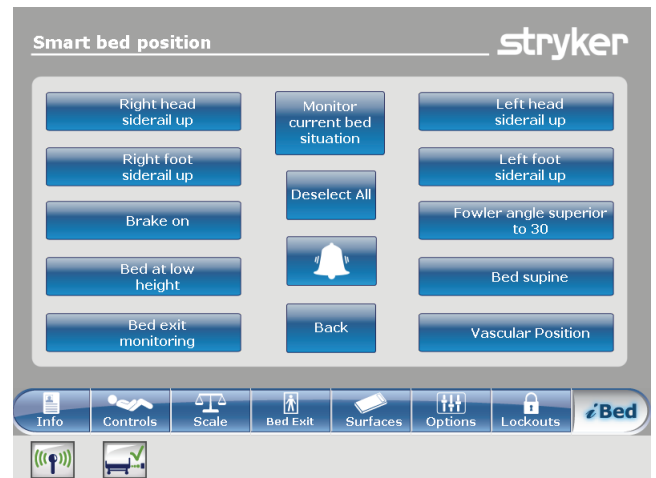 Smart bed position
stryker
Right head
siderail up
Monitor
current bed
situation
Left head
siderail up
Right foot
siderail up
Deselect All
Left foot
siderail up
Brake on
Fowler angle superior
to 30
Bed at low
height
Bed supine
Bed exit
monitoring
Back
Vascular Position
Info
Controls
Scale
Bed Exit
Surfaces
Options
Lockouts
iBed